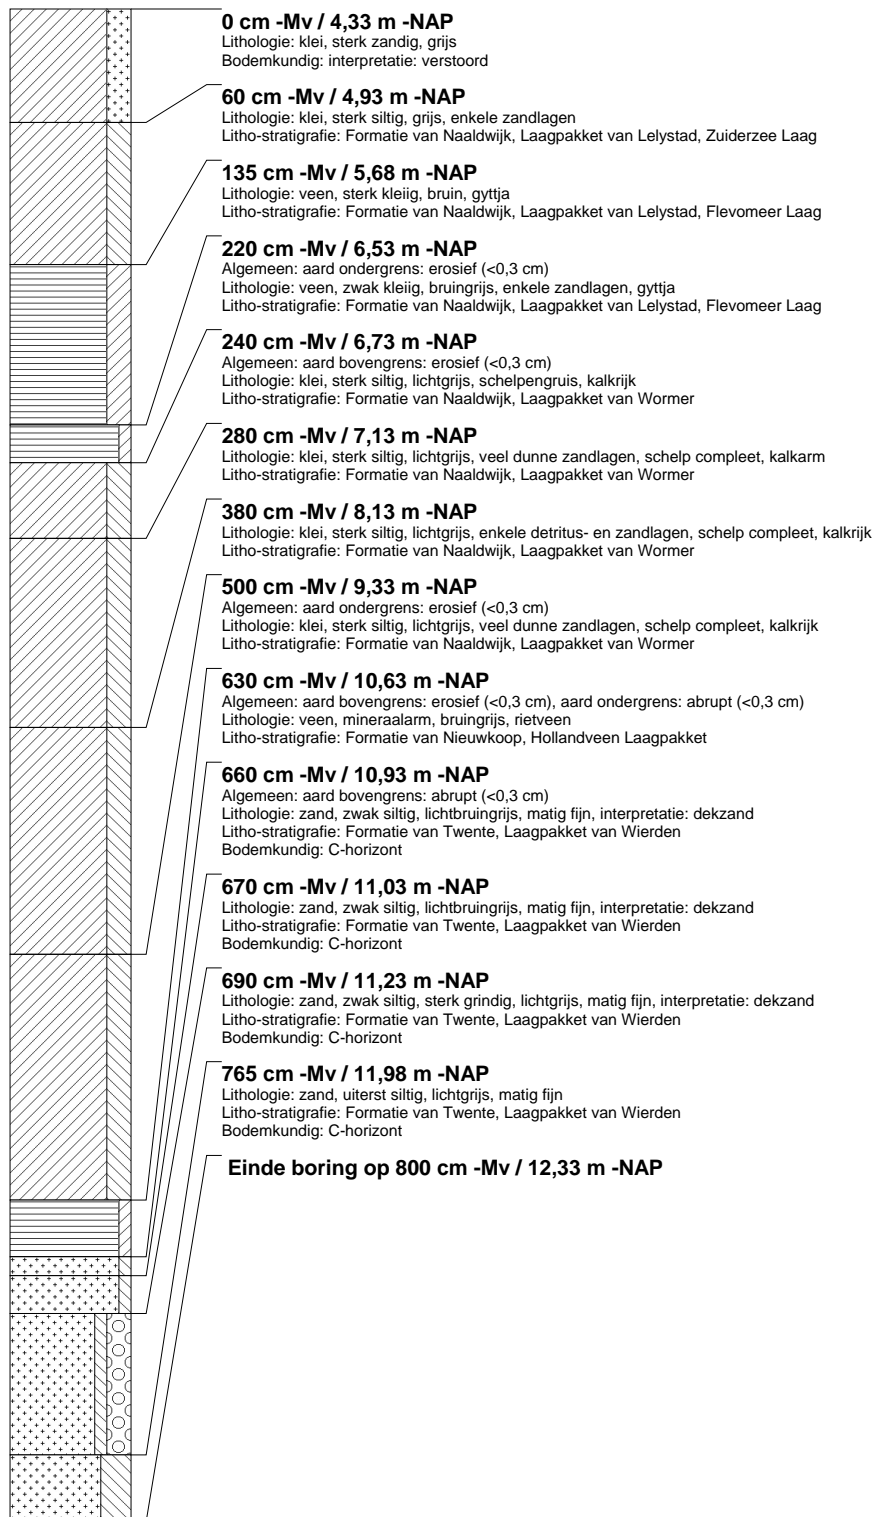 0 cm -Mv / 4,33 m -NAP
Lithologie: klei, sterk zandig, grijs
Bodemkundig: interpretatie: verstoord
60 cm -Mv / 4,93 m -NAP
Lithologie: klei, sterk siltig, grijs, enkele zandlagen
Litho-stratigrafie: Formatie van Naaldwijk, Laagpakket van Lelystad, Zuiderzee Laag
135 cm -Mv / 5,68 m -NAP
Lithologie: veen, sterk kleiig, bruin, gyttja
Litho-stratigrafie: Formatie van Naaldwijk, Laagpakket van Lelystad, Flevomeer Laag
220 cm -Mv / 6,53 m -NAP
Algemeen: aard ondergrens: erosief (<0,3 cm)
Lithologie: veen, zwak kleiig, bruingrijs, enkele zandlagen, gyttja
Litho-stratigrafie: Formatie van Naaldwijk, Laagpakket van Lelystad, Flevomeer Laag
240 cm -Mv / 6,73 m -NAP
Algemeen: aard bovengrens: erosief (<0,3 cm)
Lithologie: klei, sterk siltig, lichtgrijs, schelpengruis, kalkrijk
Litho-stratigrafie: Formatie van Naaldwijk, Laagpakket van Wormer
280 cm -Mv / 7,13 m -NAP
Lithologie: klei, sterk siltig, lichtgrijs, veel dunne zandlagen, schelp compleet, kalkarm
Litho-stratigrafie: Formatie van Naaldwijk, Laagpakket van Wormer
380 cm -Mv / 8,13 m -NAP
Lithologie: klei, sterk siltig, lichtgrijs, enkele detritus- en zandlagen, schelp compleet, kalkrijk
Litho-stratigrafie: Formatie van Naaldwijk, Laagpakket van Wormer
500 cm -Mv / 9,33 m -NAP
Algemeen: aard ondergrens: erosief (<0,3 cm)
Lithologie: klei, sterk siltig, lichtgrijs, veel dunne zandlagen, schelp compleet, kalkrijk
Litho-stratigrafie: Formatie van Naaldwijk, Laagpakket van Wormer
630 cm -Mv / 10,63 m -NAP
Algemeen: aard bovengrens: erosief (<0,3 cm), aard ondergrens: abrupt (<0,3 cm)
Lithologie: veen, mineraalarm, bruingrijs, rietveen
Litho-stratigrafie: Formatie van Nieuwkoop, Hollandveen Laagpakket
660 cm -Mv / 10,93 m -NAP
Algemeen: aard bovengrens: abrupt (<0,3 cm)
Lithologie: zand, zwak siltig, lichtbruingrijs, matig fijn, interpretatie: dekzand
Litho-stratigrafie: Formatie van Twente, Laagpakket van Wierden
Bodemkundig: C-horizont
670 cm -Mv / 11,03 m -NAP
Lithologie: zand, zwak siltig, lichtbruingrijs, matig fijn, interpretatie: dekzand
Litho-stratigrafie: Formatie van Twente, Laagpakket van Wierden
Bodemkundig: C-horizont
690 cm -Mv / 11,23 m -NAP
Lithologie: zand, zwak siltig, sterk grindig, lichtgrijs, matig fijn, interpretatie: dekzand
Litho-stratigrafie: Formatie van Twente, Laagpakket van Wierden
Bodemkundig: C-horizont
765 cm -Mv / 11,98 m -NAP
Lithologie: zand, uiterst siltig, lichtgrijs, matig fijn
Litho-stratigrafie: Formatie van Twente, Laagpakket van Wierden
Bodemkundig: C-horizont
Einde boring op 800 cm -Mv / 12,33 m -NAP